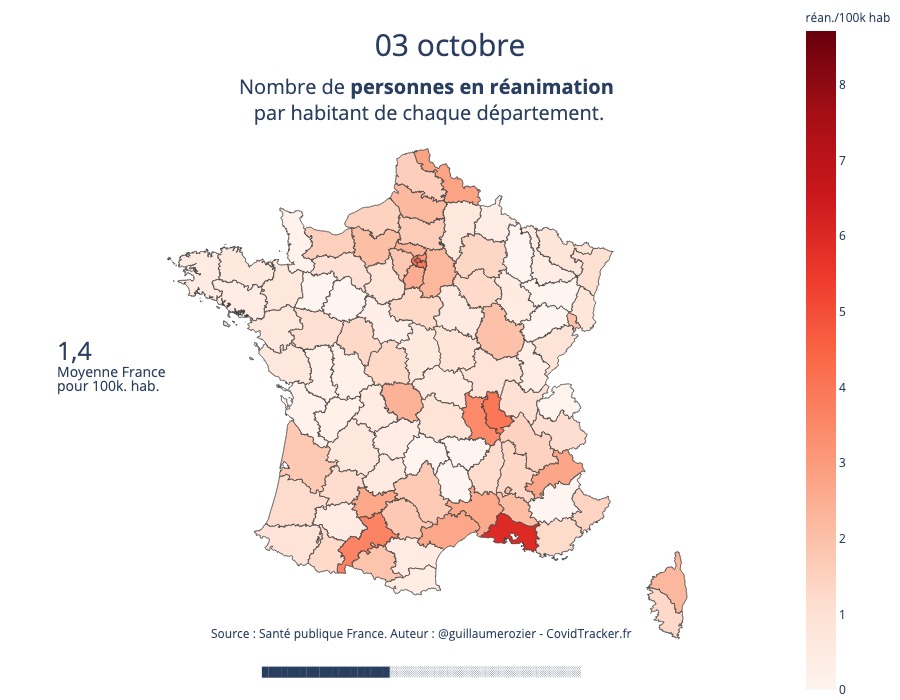 réan./100k hab
03 octobre
Nombre de personnes en réanimation
par habitant de chaque département.
8
7
6
5
4
3
2
1
0
1,4
Moyenne France
pour 100k. hab.
Source : Santé publique France. Auteur : @guillaumerozier - CovidTracker.fr